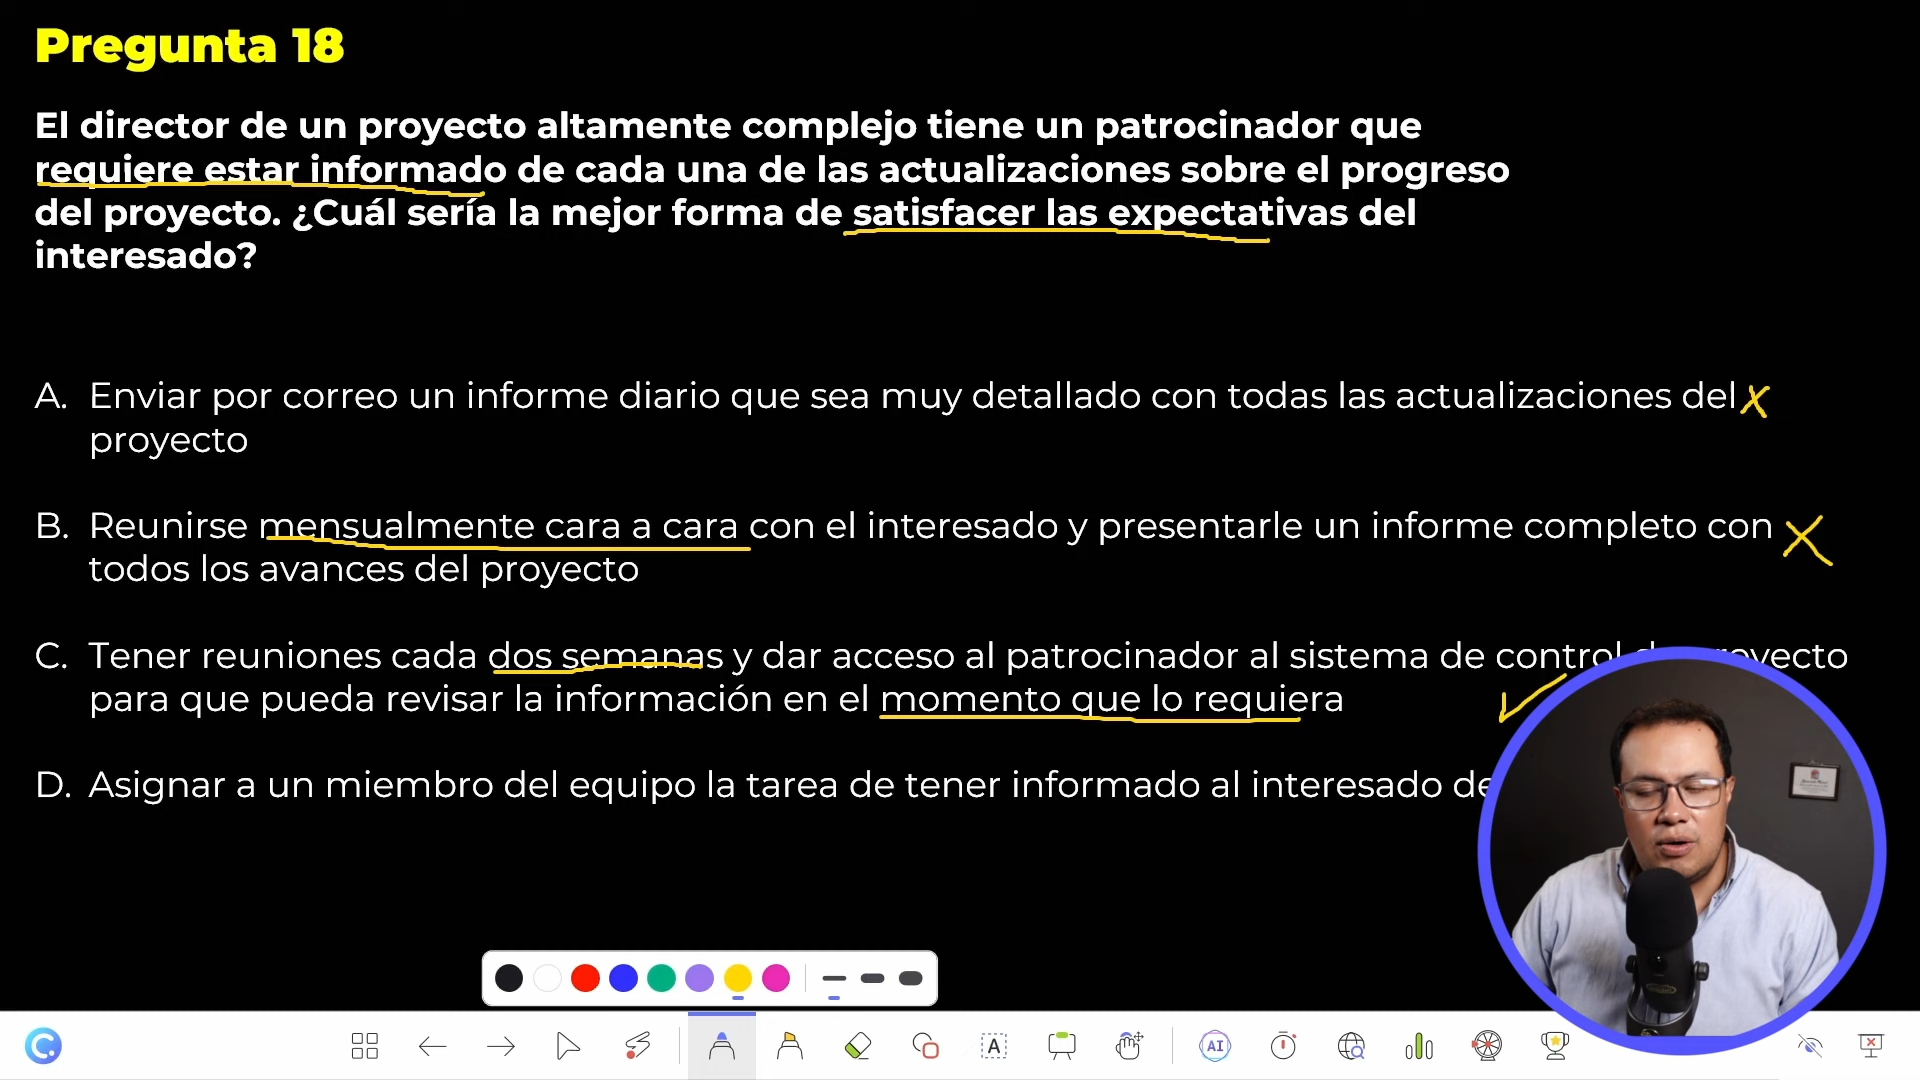 Pregunta 18
El director de un proyecto altamente complejo tiene un patrocinador que
requiere estar informado de cada una de las actualizaciones sobre el progreso
del proyecto. ¿Cuál sería la mejor forma de satisfacer las expectativas del
interesado?
A. Enviar por correo un informe diario que sea muy detallado con todas las actualizaciones del
proyecto
B. Reunirse mensualmente cara a cara con el interesado y presentarle un informe completo con
todos los avances del proyecto
C. Tener reuniones cada dos semanas y dar acceso al patrocinador al sistema de control de proyecto
para que pueda revisar la información en el momento que lo requiera
D. Asignar a un miembro del equipo la tarea de tener informado al interesado de
A
AI